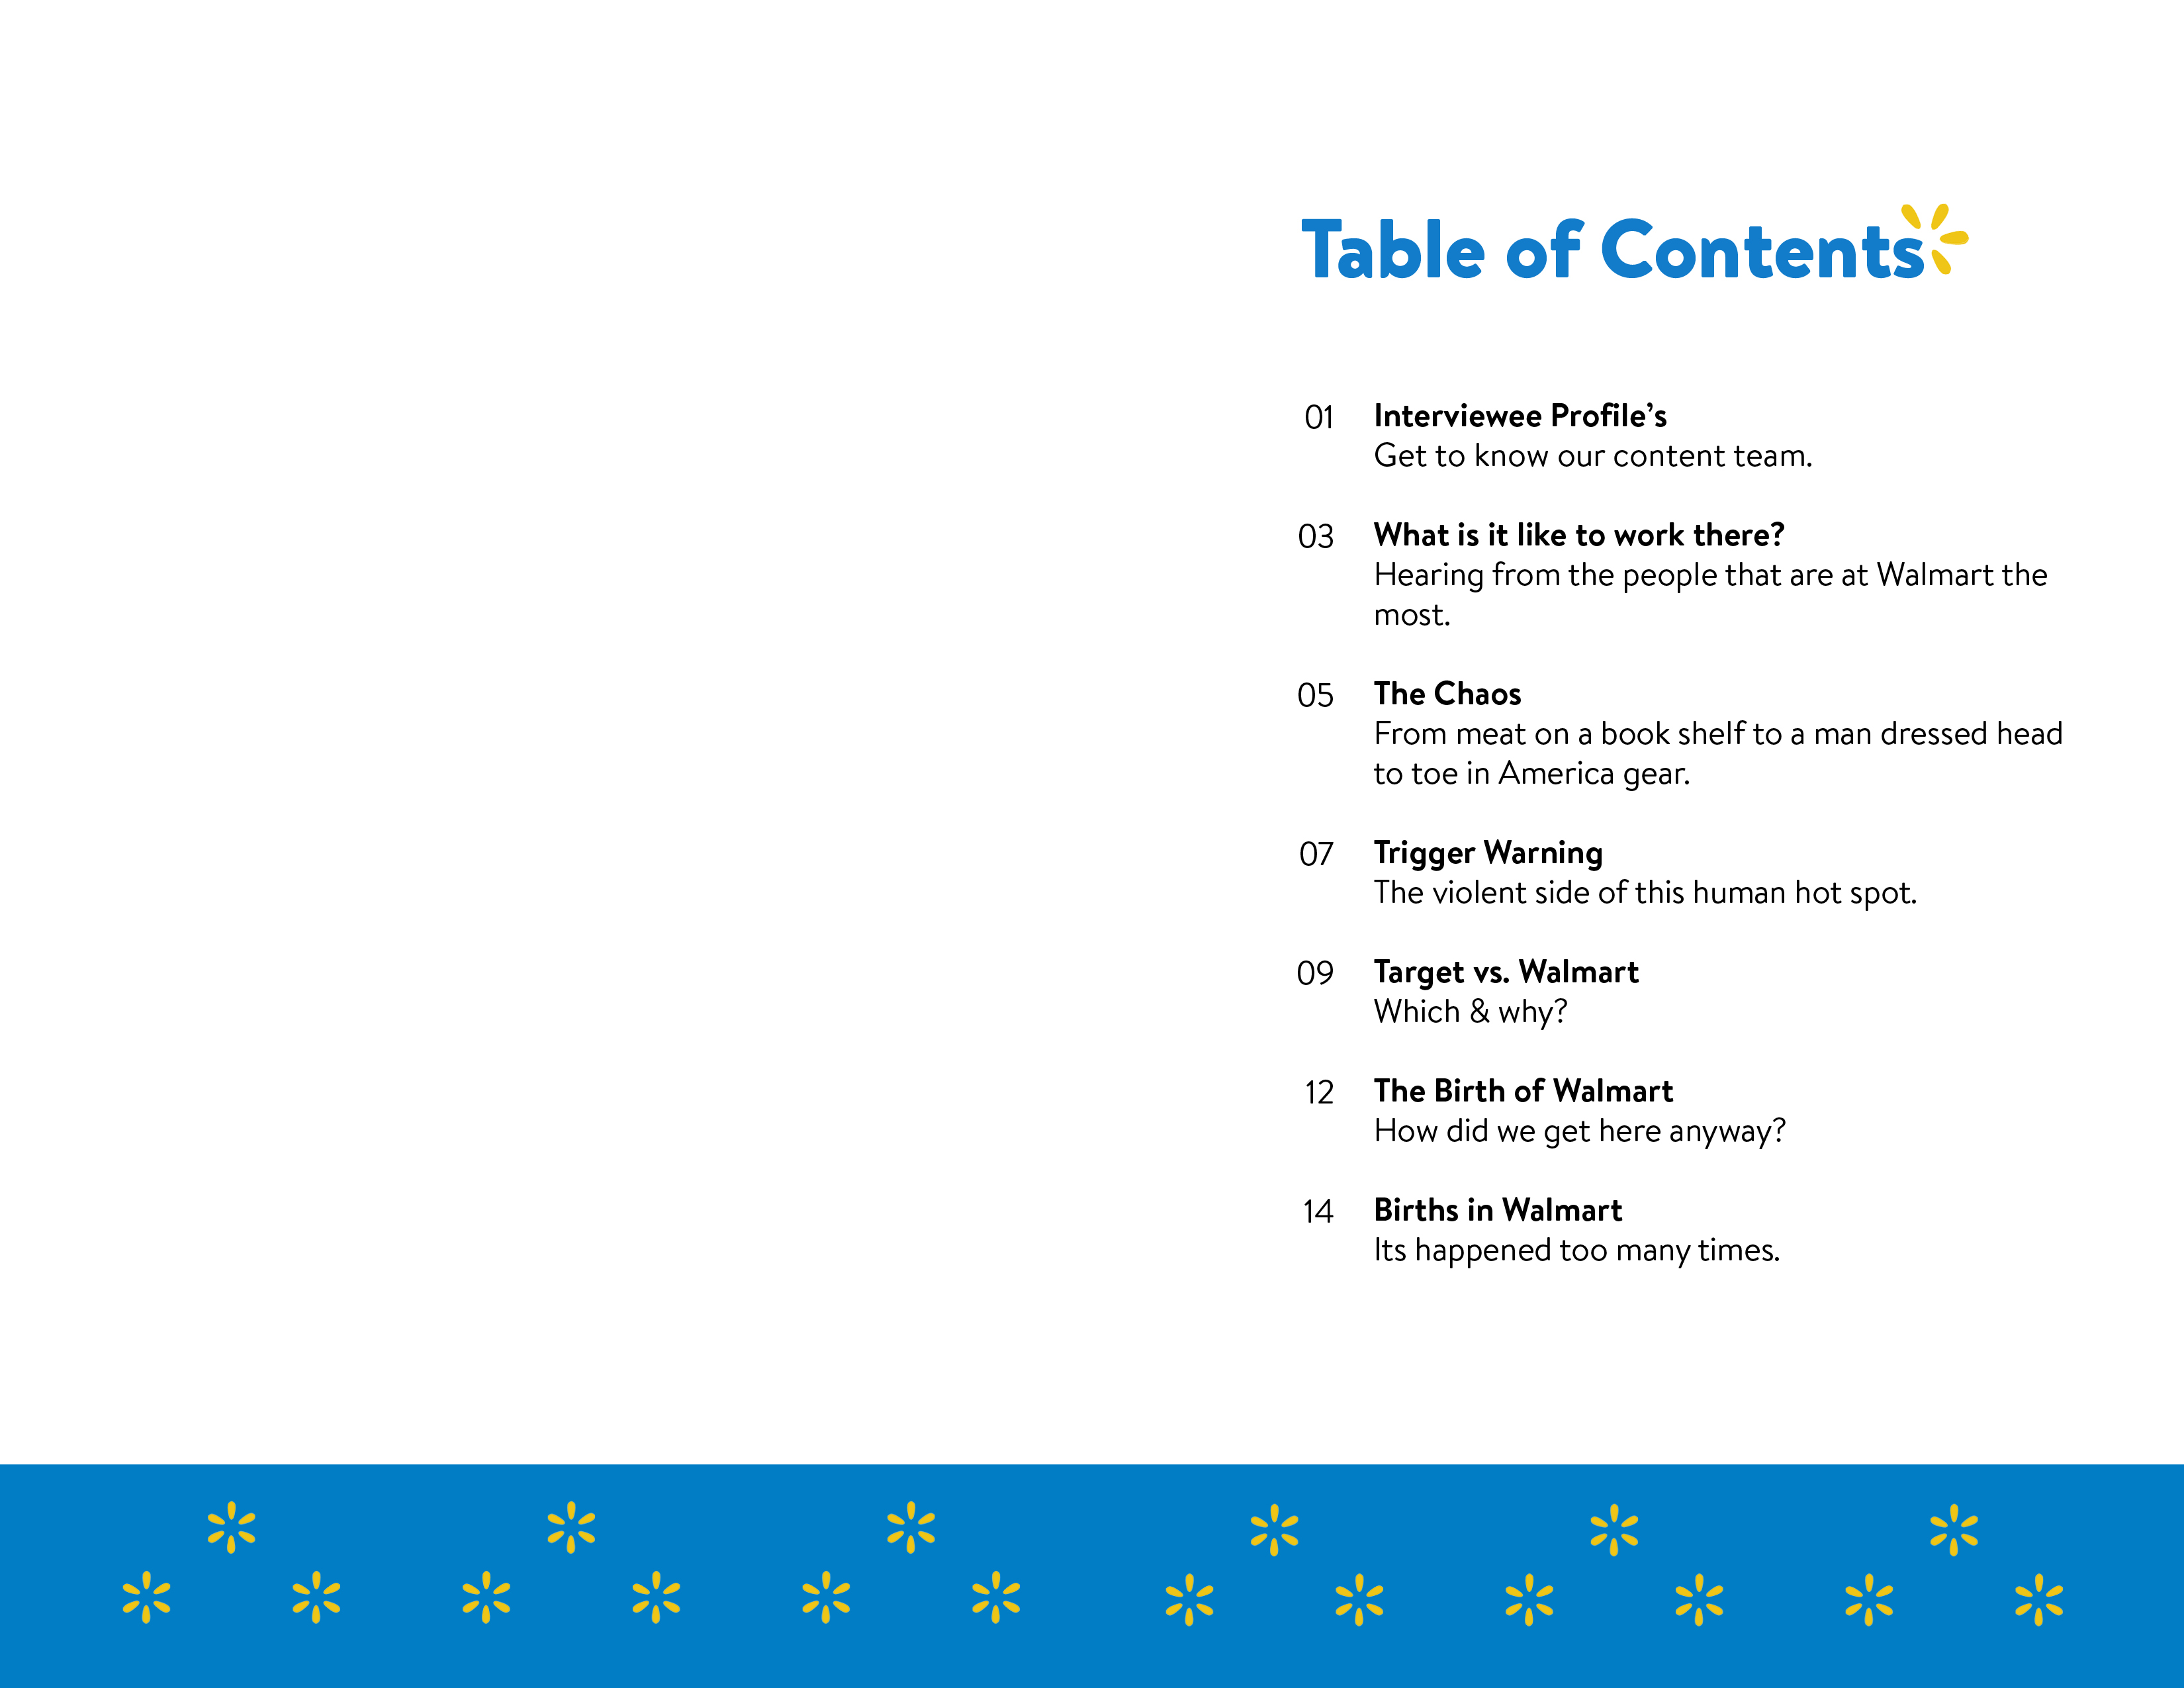 Table of Contents
01 Interviewee Profile’s
Get to know our content team.
03 What is it like to work there?
Hearing from the people that are at Walmart the
most.
05 The Chaos
From meat on a book shelf to a man dressed head
to toe in America gear.
07 Trigger Warning
The violent side of this human hot spot.
09 Target vs. Walmart
Which & why?
12 The Birth of Walmart
How did we get here anyway?
14 Births in Walmart
Its happened too many times.